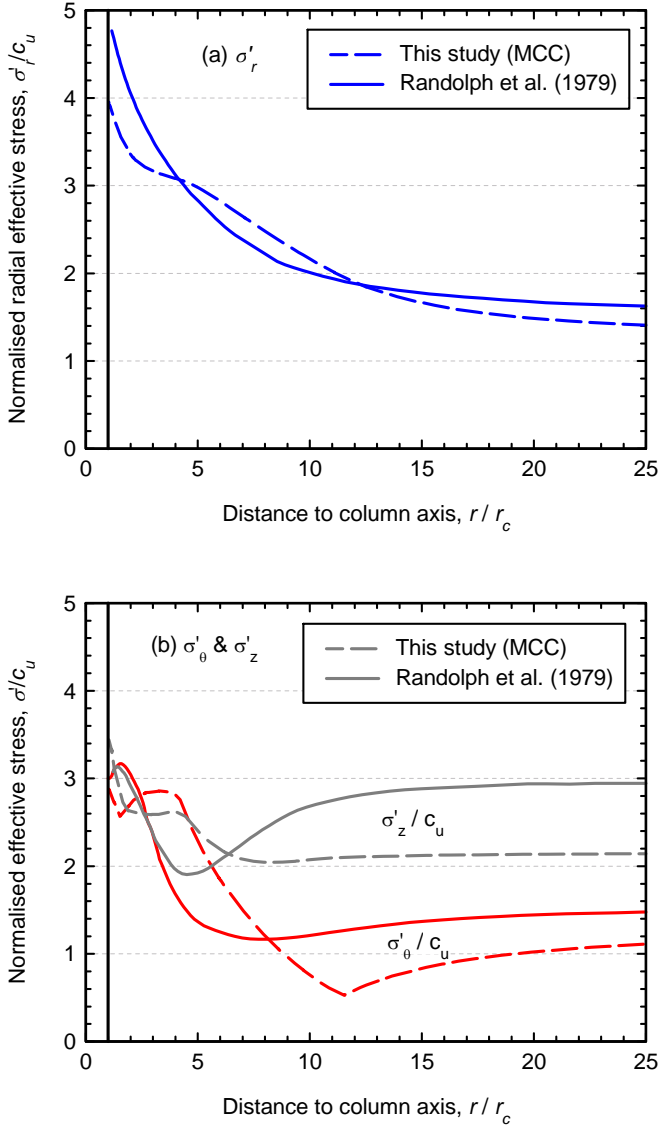 5
4
3
2
1
0
Normalised radial effective stress, σ'r/cu
(a) σ'r
This study (MCC)
Randolph et al. (1979)
0 5 10 15 20 25
Distance to column axis, r / rc
5
4
3
2
1
0
Normalised effective stress, σ'/cu
(b) σ'θ & σ'z
This study (MCC)
Randolph et al. (1979)
σ'z / cu
σ'θ / cu
0 5 10 15 20 25
Distance to column axis, r / rc